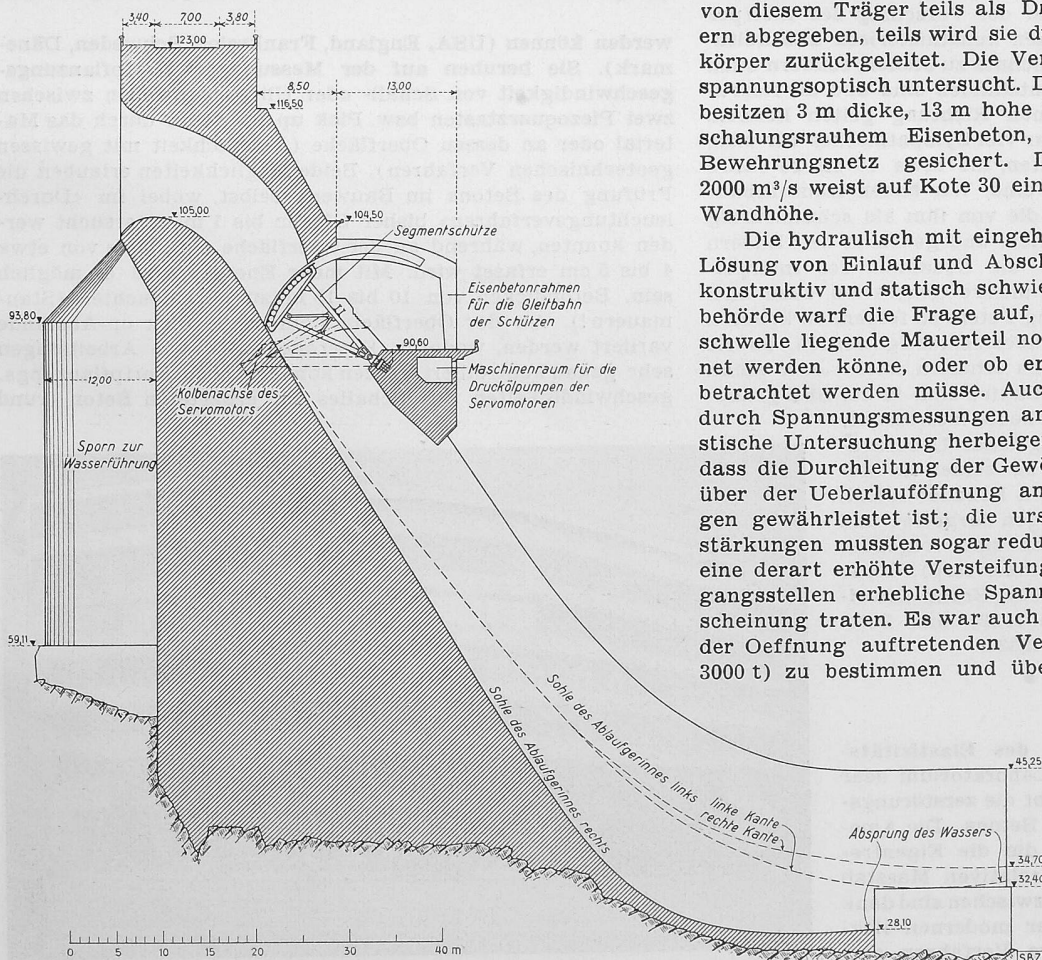 3,40 7,00 3,80
123,00
8,50 13,00
116,50
105,00
104,50
Segmentschütze
Eisenbetonrahmen
für die Gleitbahn
der Schützen
93,80
90,60
Maschinenraum für die
Druckölpumpen der
Servomotoren
12,00
Kolbenachse des
Servomotors
Sporn zur
Wasserführung
59,11
Sohle des Ablaufgerinnes rechts
Sohle des Ablaufgerinnes links
linke Kante
rechte Kante
45,25
Absprung des Wassers
34,70
32,40
28,10
0 5 10 15 20 30 40 m
SBZ
von diesem Träger teils als Dr
ern abgegeben, teils wird sie d
körper zurückgeleitet. Die Ver
spannungsoptisch untersucht. D
besitzen 3 m dicke, 13 m hohe
schalungsrauhem Eisenbeton,
Bewehrungsnetz gesichert. D
2000 m³/s weist auf Kote 30 ein
Wandhöhe.
Die hydraulisch mit eingeh
Lösung von Einlauf und Absch
konstruktiv und statisch schwie
behörde warf die Frage auf,
schwelle liegende Mauerteil no
net werden könne, oder ob er
betrachtet werden müsse. Auc
durch Spannungsmessungen an
stische Untersuchung herbeige
dass die Durchleitung der Gewö
über der Ueberlauföffnung an
gen gewährleistet ist; die urs
stärkungen mussten sogar redu
eine derart erhöhte Versteifun
gangsstellen erhebliche Spann
scheinung traten. Es war auch
der Oeffnung auftretenden Ve
3000 t) zu bestimmen und übe